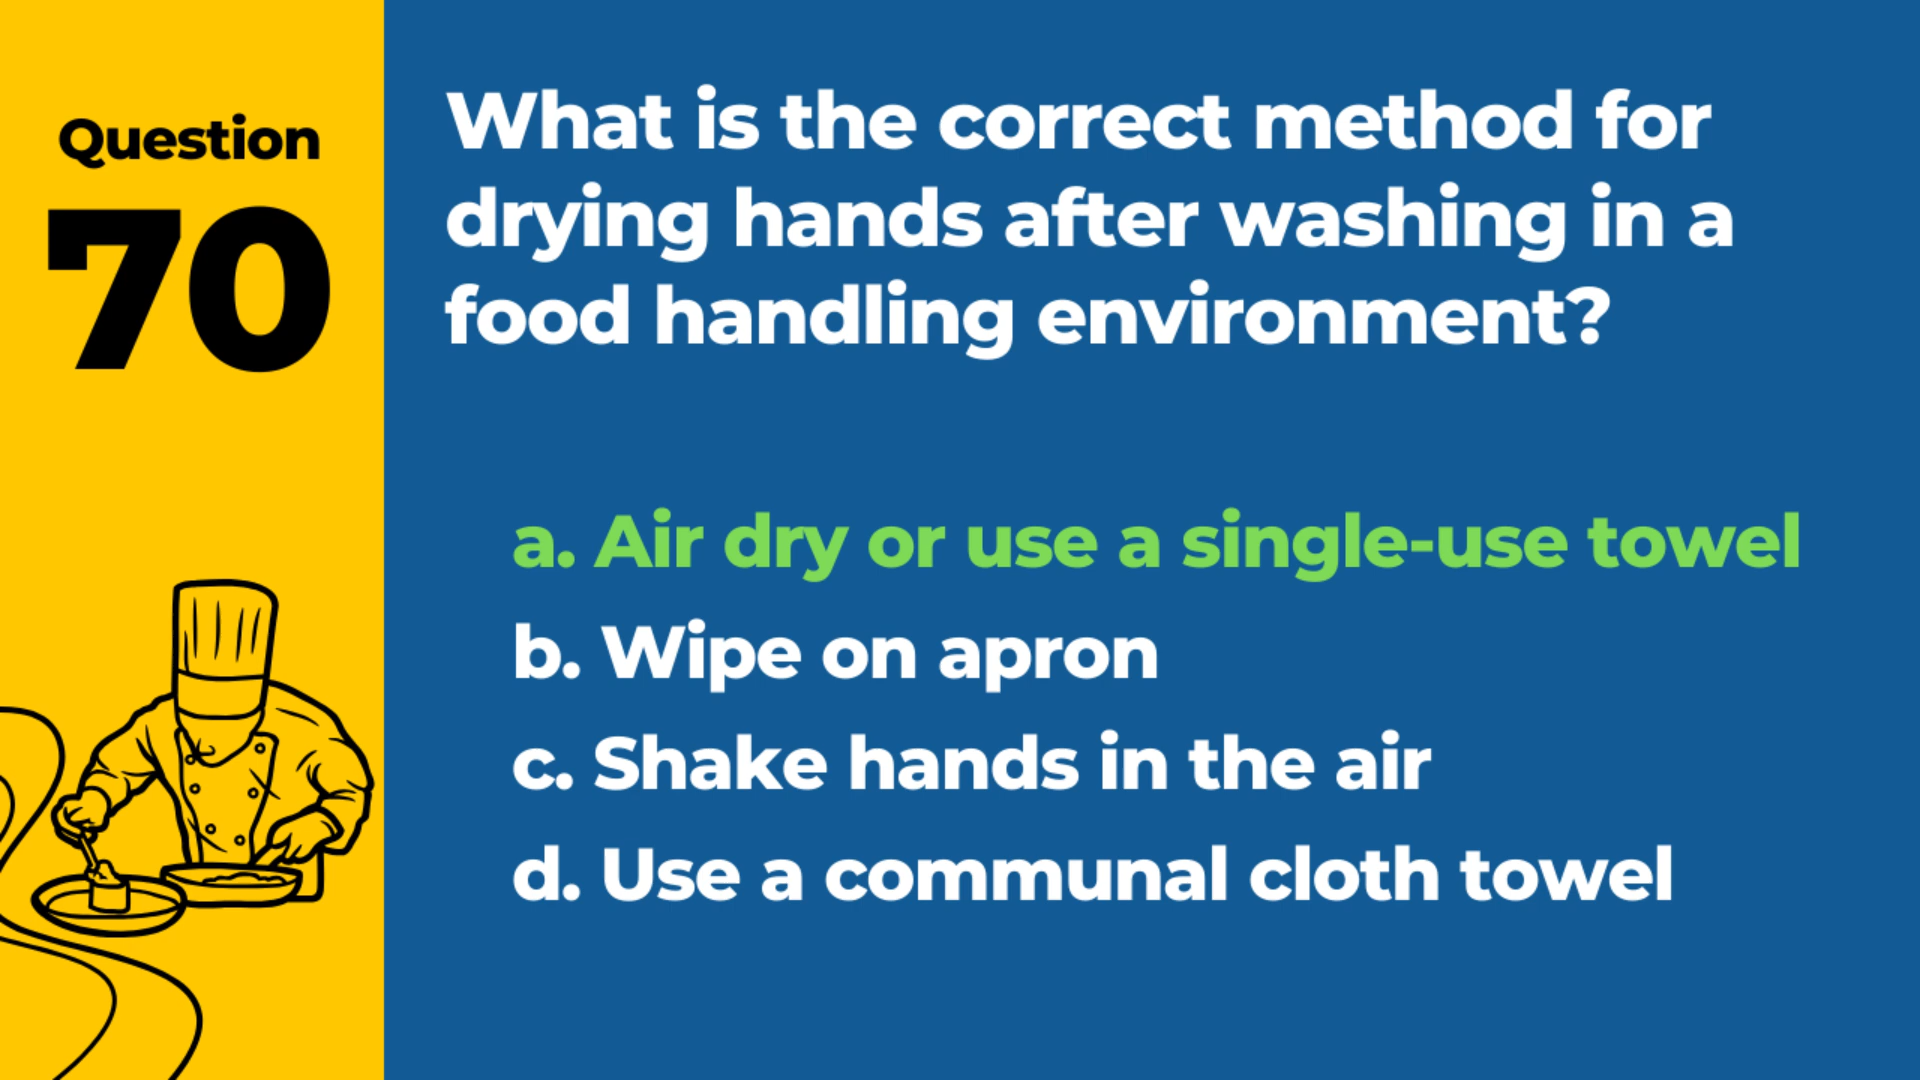 Question
70
What is the correct method for
drying hands after washing in a
food handling environment?
a. Air dry or use a single-use towel
b. Wipe on apron
c. Shake hands in the air
d. Use a communal cloth towel